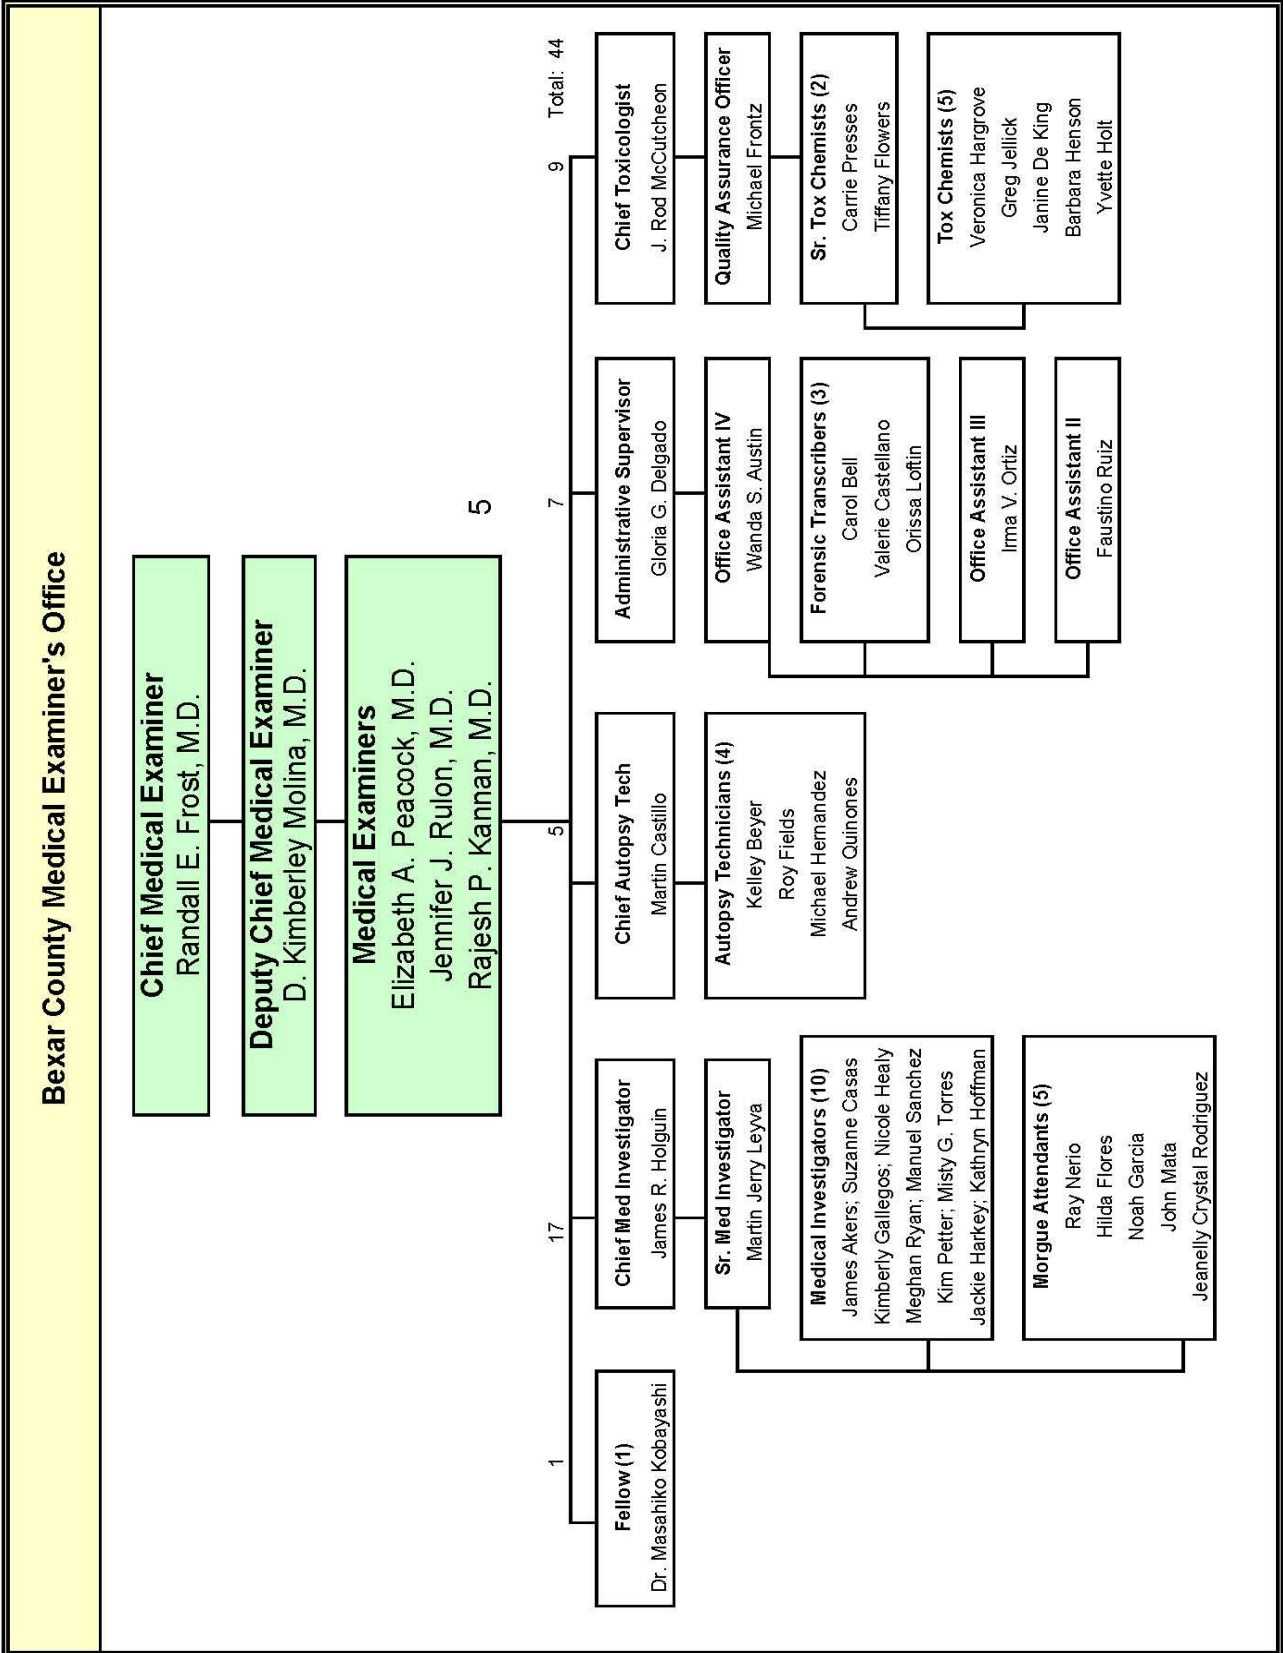 Bexar County Medical Examiner's Office
Chief Medical Examiner
Randall E. Frost, M.D.
Deputy Chief Medical Examiner
D. Kimberley Molina, M.D.
Medical Examiners
Elizabeth A. Peacock, M.D.
Jennifer J. Rulon, M.D.
Rajesh P. Kannan, M.D.
5
Total: 44
1
17
5
7
9
Fellow (1)
Dr. Masahiko Kobayashi
Chief Med Investigator
James R. Holguin
Sr. Med Investigator
Martin Jerry Leyva
Medical Investigators (10)
James Akers; Suzanne Casas
Kimberly Gallegos; Nicole Healy
Meghan Ryan; Manuel Sanchez
Kim Petter; Misty G. Torres
Jackie Harkey; Kathryn Hoffman
Morgue Attendants (5)
Ray Nerio
Hilda Flores
Noah Garcia
John Mata
Jeanelly Crystal Rodriguez
Chief Autopsy Tech
Martin Castillo
Autopsy Technicians (4)
Kelley Beyer
Roy Fields
Michael Hernandez
Andrew Quinones
Administrative Supervisor
Gloria G. Delgado
Office Assistant IV
Wanda S. Austin
Forensic Transcribers (3)
Carol Bell
Valerie Castellano
Orissa Loftin
Office Assistant III
Irma V. Ortiz
Office Assistant II
Faustino Ruiz
Chief Toxicologist
J. Rod McCutcheon
Quality Assurance Officer
Michael Frontz
Sr. Tox Chemists (2)
Carrie Presses
Tiffany Flowers
Tox Chemists (5)
Veronica Hargrove
Greg Jellick
Janine De King
Barbara Henson
Yvette Holt